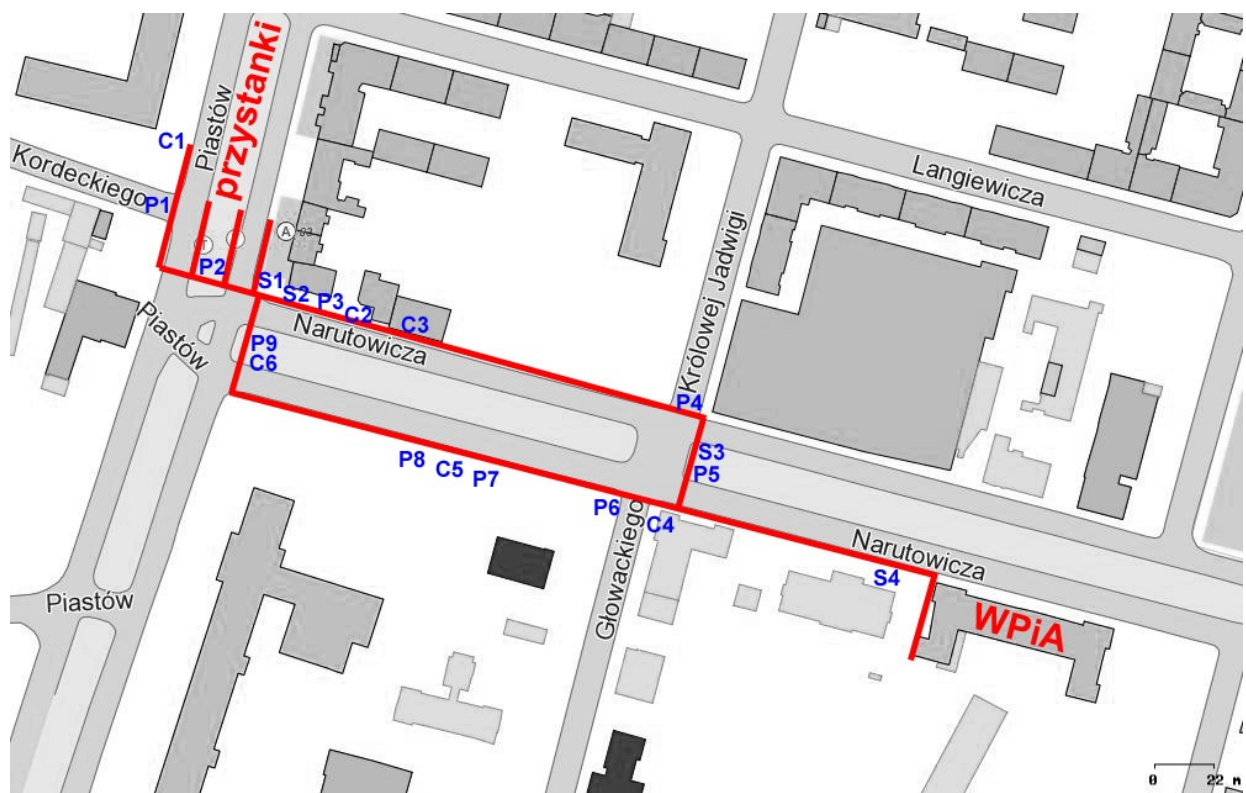 Piastów
przystanki
C1
Kordeckiego
P1
Langiewicza
Królowej Jadwigi
A
T
P2
S1
S2
P3
C2
C3
Piastów
Narutowicza
P9
C6
P4
S3
P5
P8
C5
P7
P6
C4
Głowackiego
Narutowicza
S4
Piastów
WPiA
0 22 m